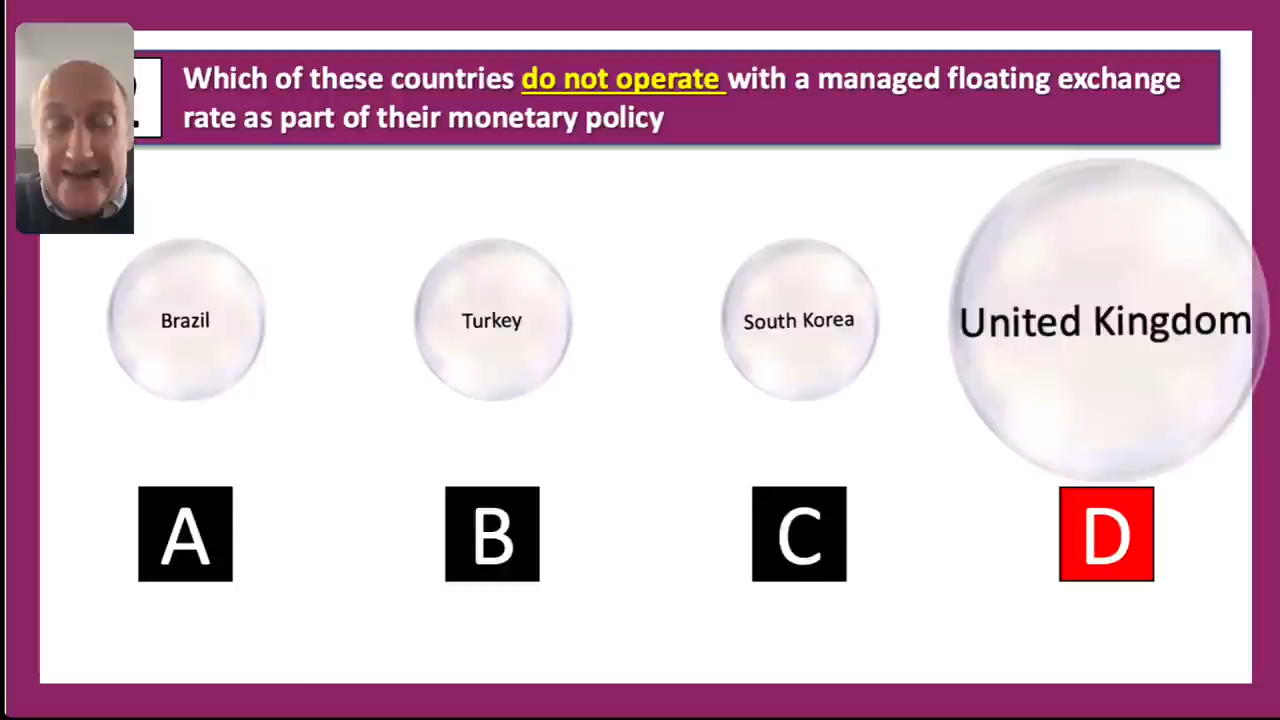 Which of these countries do not operate with a managed floating exchange
rate as part of their monetary policy
Brazil
Turkey
South Korea
United Kingdom
A
B
C
D